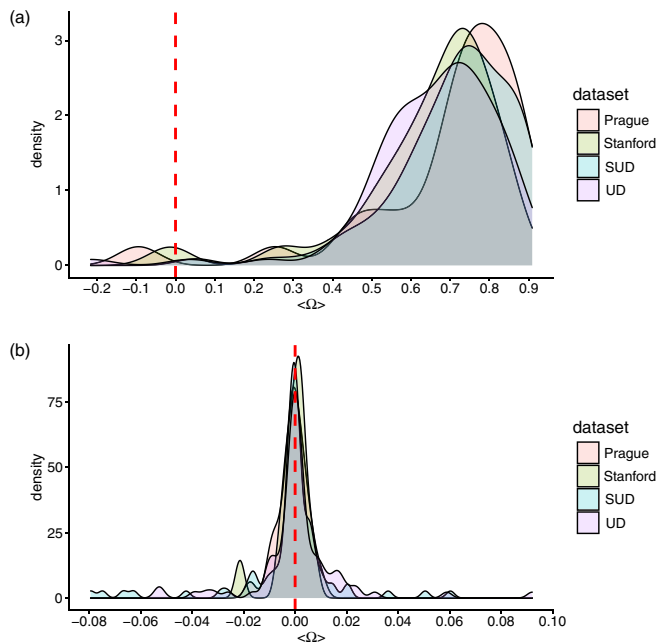 (a)
3
2
1
0
density
−0.2 −0.1 0.0 0.1 0.2 0.3 0.4 0.5 0.6 0.7 0.8 0.9
<Ω>
dataset
Prague
Stanford
SUD
UD
(b)
75
50
25
0
density
−0.08 −0.06 −0.04 −0.02 0.00 0.02 0.04 0.06 0.08 0.10
<Ω>
dataset
Prague
Stanford
SUD
UD